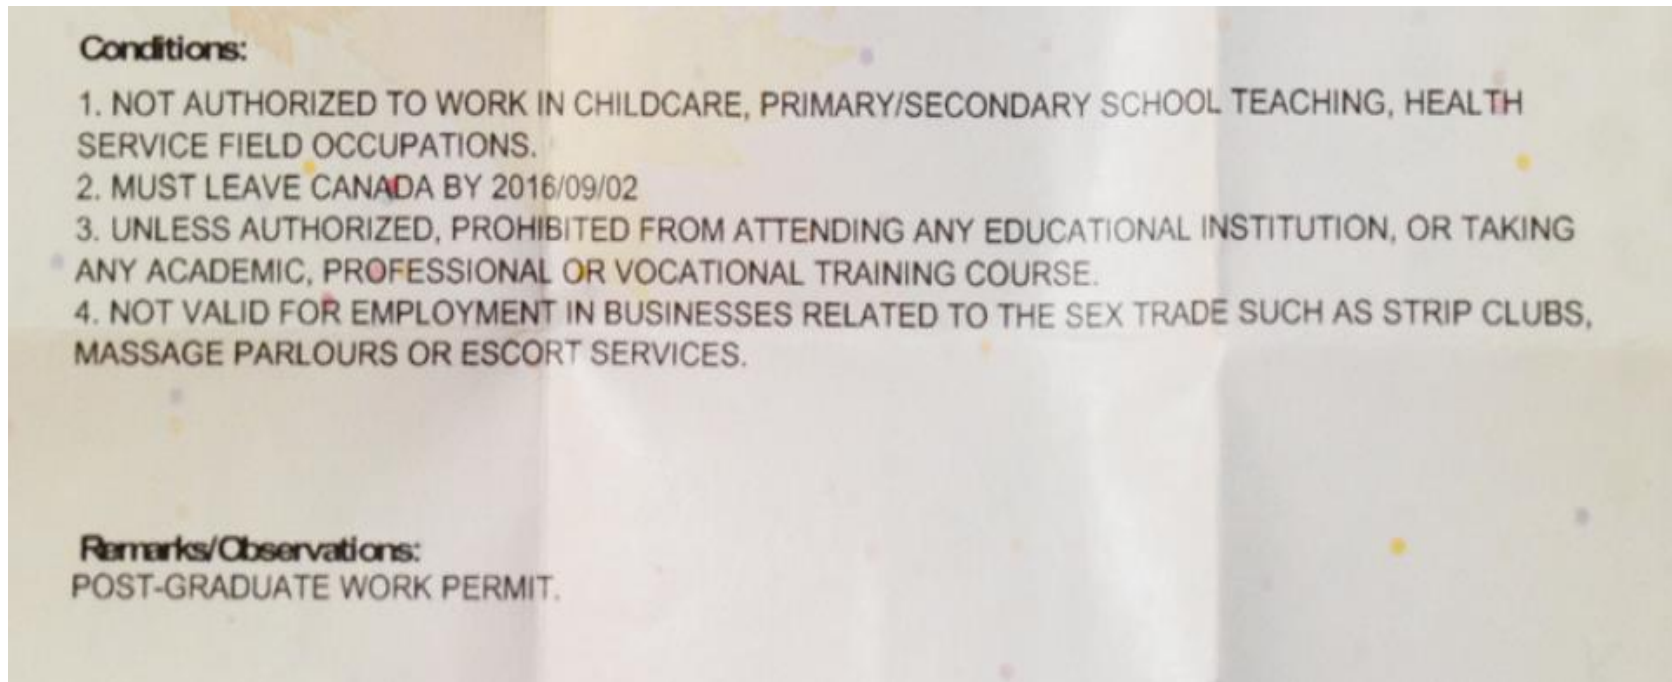 Conditions:
1. NOT AUTHORIZED TO WORK IN CHILDCARE, PRIMARY/SECONDARY SCHOOL TEACHING, HEALTH
SERVICE FIELD OCCUPATIONS.
2. MUST LEAVE CANADA BY 2016/09/02
3. UNLESS AUTHORIZED, PROHIBITED FROM ATTENDING ANY EDUCATIONAL INSTITUTION, OR TAKING
ANY ACADEMIC, PROFESSIONAL OR VOCATIONAL TRAINING COURSE.
4. NOT VALID FOR EMPLOYMENT IN BUSINESSES RELATED TO THE SEX TRADE SUCH AS STRIP CLUBS,
MASSAGE PARLOURS OR ESCORT SERVICES.
Remarks/Observations:
POST-GRADUATE WORK PERMIT.